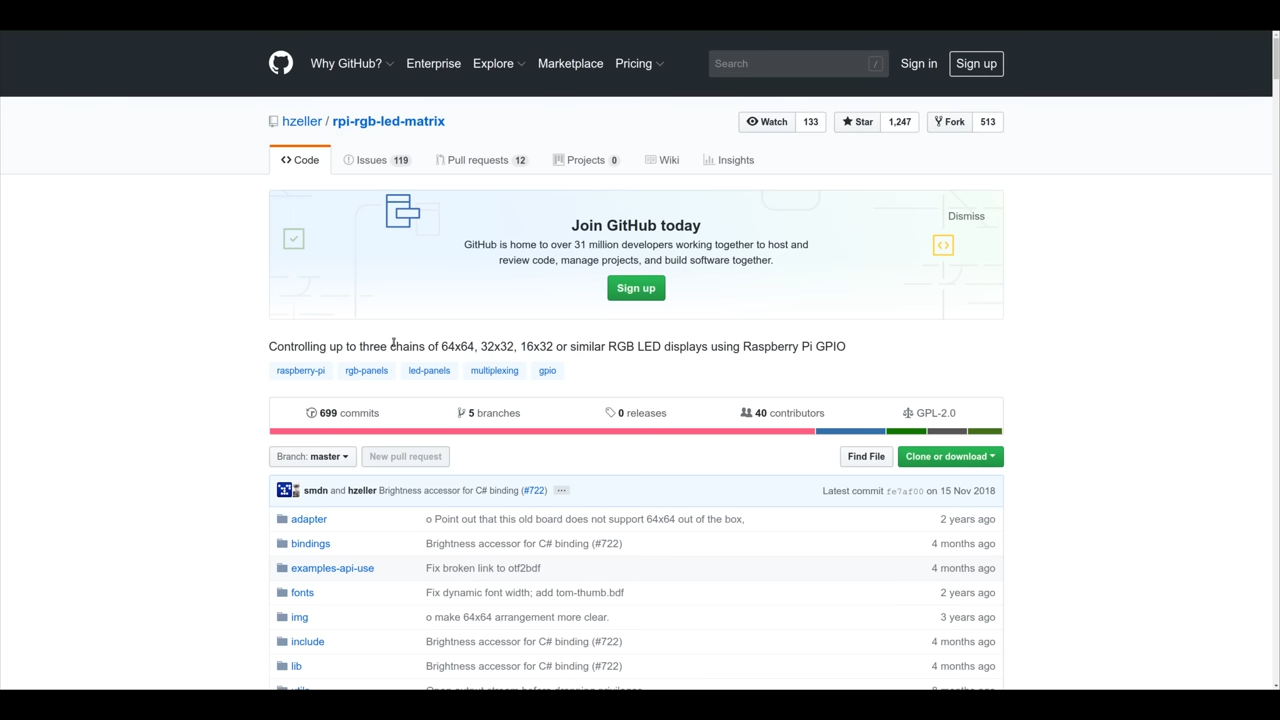 Why GitHub? Enterprise Explore Marketplace Pricing Search / Sign in Sign up
hzeller / rpi-rgb-led-matrix Watch 133 Star 1,247 Fork 513
Code Issues 119 Pull requests 12 Projects 0 Wiki Insights
Dismiss
Join GitHub today
GitHub is home to over 31 million developers working together to host and
review code, manage projects, and build software together.
Sign up
Controlling up to three chains of 64x64, 32x32, 16x32 or similar RGB LED displays using Raspberry Pi GPIO
raspberry-pi rgb-panels led-panels multiplexing gpio
699 commits 5 branches 0 releases 40 contributors GPL-2.0
Branch: master New pull request Find File Clone or download
smdn and hzeller Brightness accessor for C# binding (#722) ... Latest commit fe7af00 on 15 Nov 2018
adapter o Point out that this old board does not support 64x64 out of the box, 2 years ago
bindings Brightness accessor for C# binding (#722) 4 months ago
examples-api-use Fix broken link to otf2bdf 4 months ago
fonts Fix dynamic font width; add tom-thumb.bdf 2 years ago
img o make 64x64 arrangement more clear. 3 years ago
include Brightness accessor for C# binding (#722) 4 months ago
lib Brightness accessor for C# binding (#722) 4 months ago